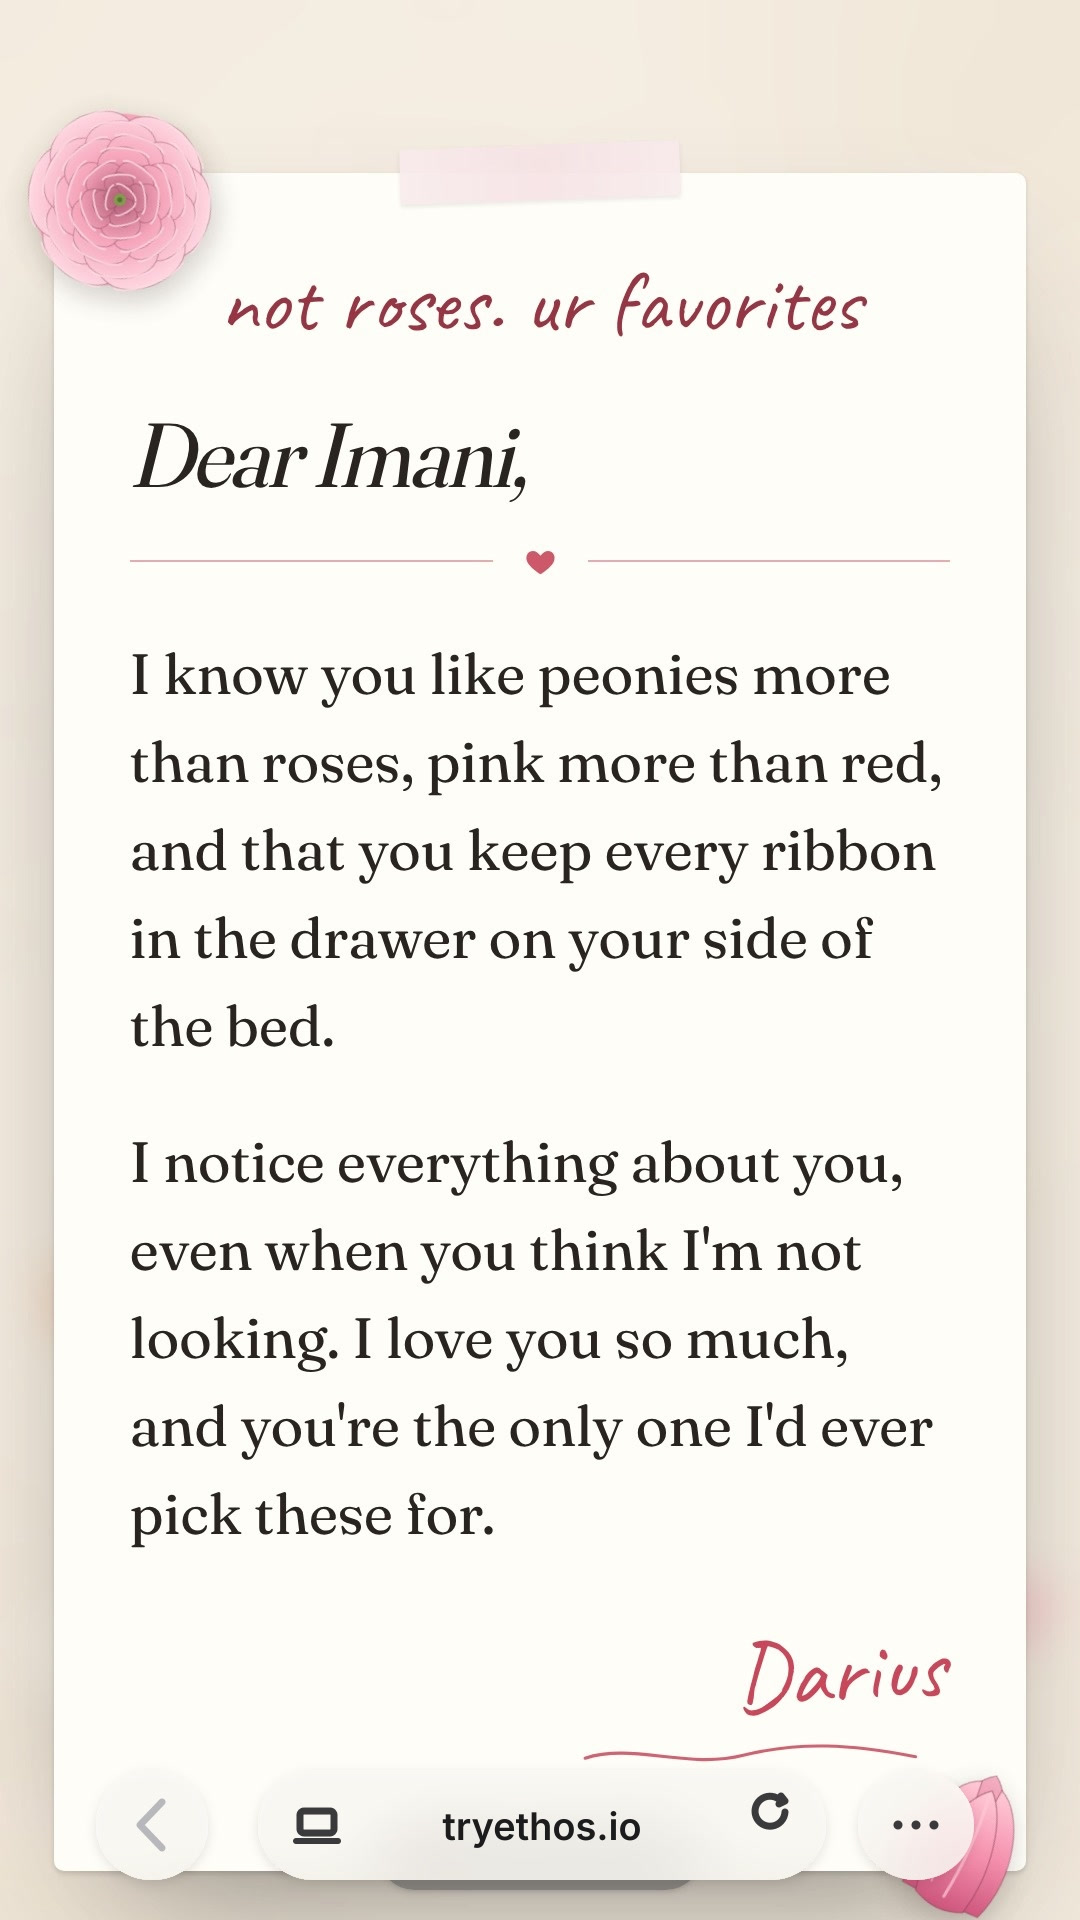 not roses. ur favorites
Dear Imani,
I know you like peonies more
than roses, pink more than red,
and that you keep every ribbon
in the drawer on your side of
the bed.
I notice everything about you,
even when you think I'm not
looking. I love you so much,
and you're the only one I'd ever
pick these for.
Darius
tryethos.io